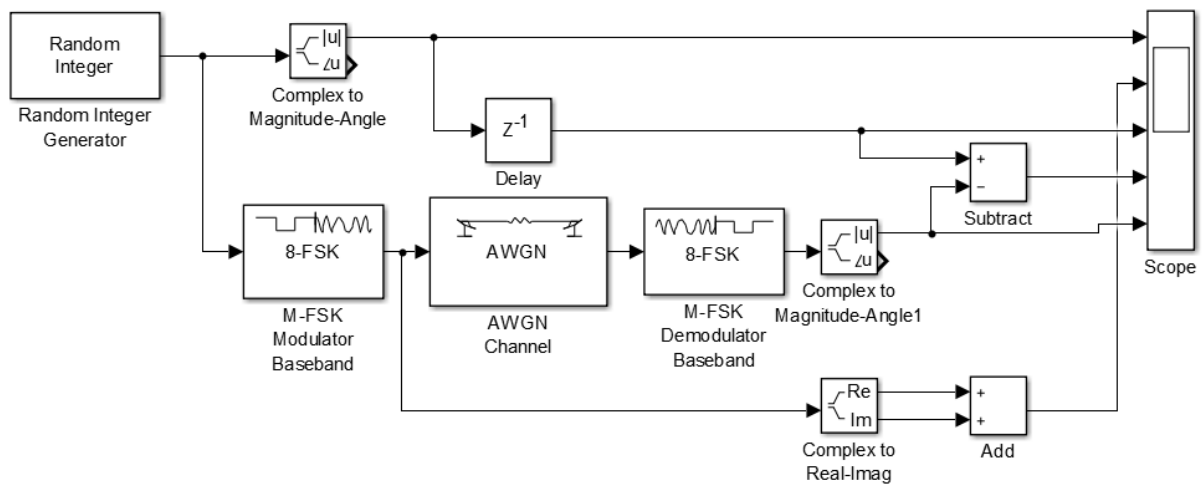 Random
Integer
Random Integer
Generator
|u|
∠u
Complex to
Magnitude-Angle
Z-1
Delay
+
−
Subtract
Scope
8-FSK
M-FSK
Modulator
Baseband
AWGN
AWGN
Channel
8-FSK
M-FSK
Demodulator
Baseband
|u|
∠u
Complex to
Magnitude-Angle1
Re
Im
Complex to
Real-Imag
+
+
Add